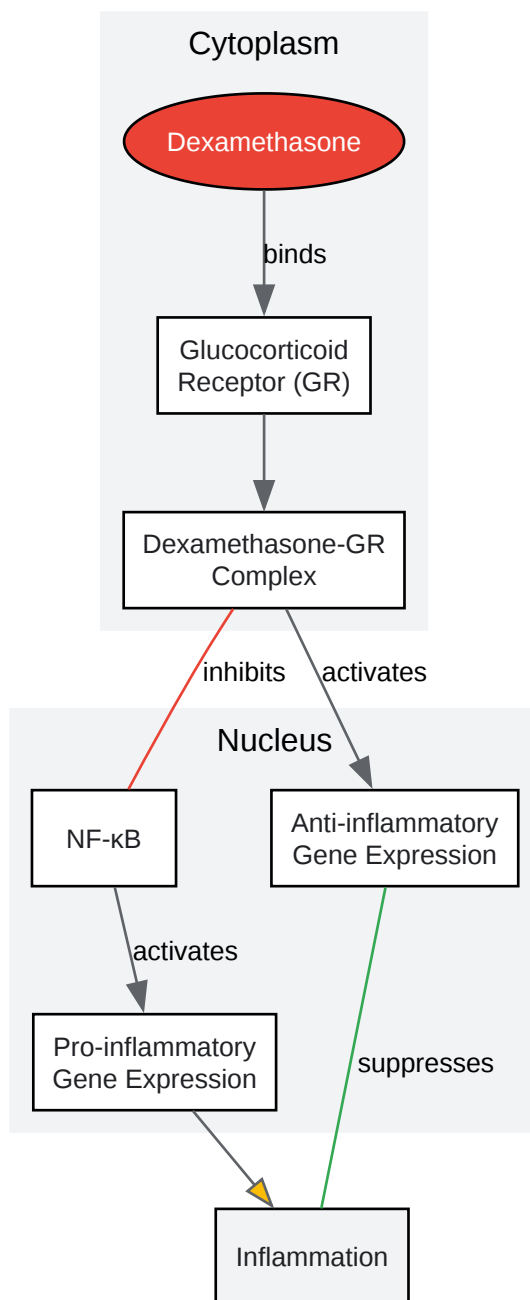 Cytoplasm
Dexamethasone
binds
Glucocorticoid
Receptor (GR)
Dexamethasone-GR
Complex
inhibits
activates
Nucleus
NF-κB
Anti-inflammatory
Gene Expression
activates
Pro-inflammatory
Gene Expression
suppresses
Inflammation